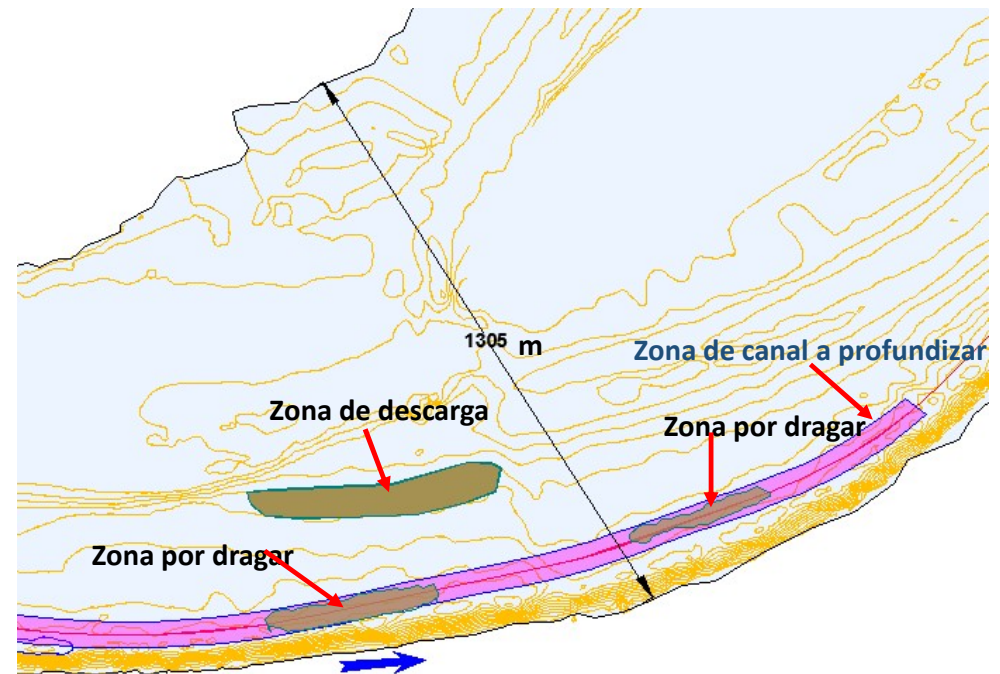 1305 m
Zona de canal a profundizar
Zona de descarga
Zona por dragar
Zona por dragar